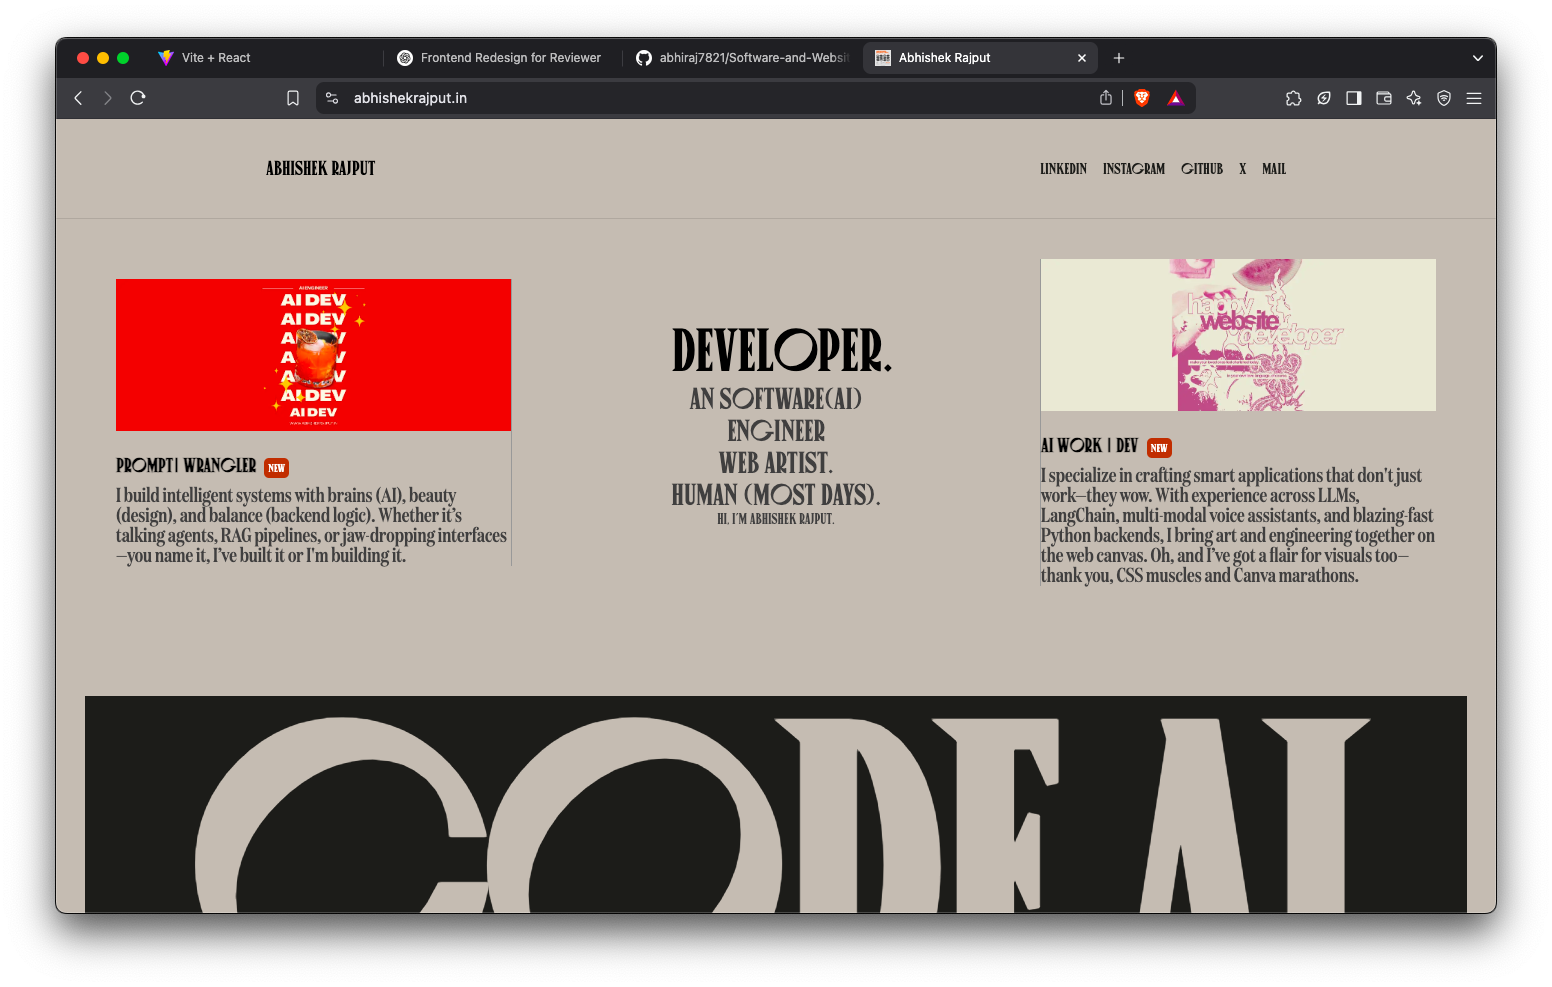 Vite + React
Frontend Redesign for Reviewer
abhiraj7821/Software-and-Websit
Abhishek Rajput
abhishekrajput.in
ABHISHEK RAJPUT
LINKEDIN INSTAGRAM GITHUB X MAIL
AI ENGINEER
AI DEV
AI DEV
A V
A V
A V
AI DEV
AI DEV
PROMPT| WRANGLER NEW
I build intelligent systems with brains (AI), beauty
(design), and balance (backend logic). Whether it's
talking agents, RAG pipelines, or jaw-dropping interfaces
—you name it, I've built it or I'm building it.
DEVELOPER.
AN SOFTWARE(AI)
ENGINEER
WEB ARTIST.
HUMAN (MOST DAYS).
HI, I'M ABHISHEK RAJPUT.
happy
website
developer
AI WORK | DEV NEW
I specialize in crafting smart applications that don't just
work—they wow. With experience across LLMs,
LangChain, multi-modal voice assistants, and blazing-fast
Python backends, I bring art and engineering together on
the web canvas. Oh, and I've got a flair for visuals too—
thank you, CSS muscles and Canva marathons.
CODE AI